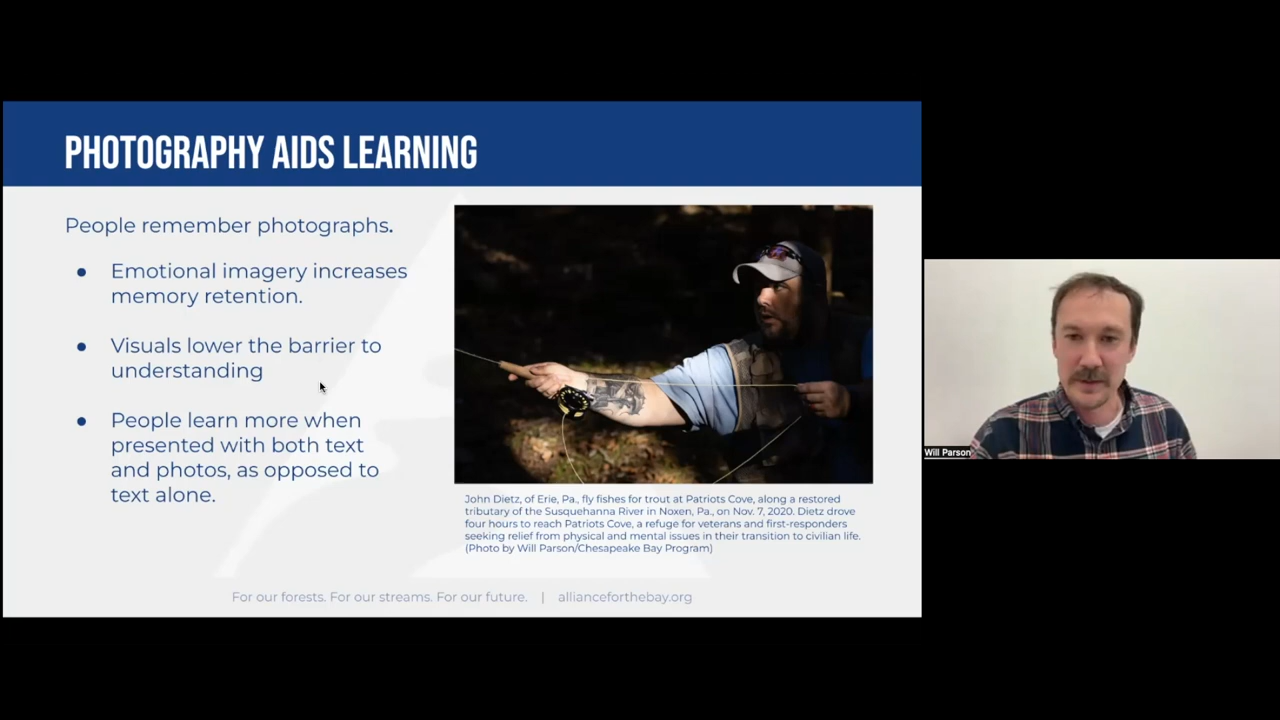 PHOTOGRAPHY AIDS LEARNING
People remember photographs.
● Emotional imagery increases
memory retention.
● Visuals lower the barrier to
understanding
● People learn more when
presented with both text
and photos, as opposed to
text alone.
John Dietz, of Erie, Pa., fly fishes for trout at Patriots Cove, along a restored
tributary of the Susquehanna River in Noxen, Pa., on Nov. 7, 2020. Dietz drove
four hours to reach Patriots Cove, a refuge for veterans and first-responders
seeking relief from physical and mental issues in their transition to civilian life.
(Photo by Will Parson/Chesapeake Bay Program)
For our forests. For our streams. For our future. | allianceforthebay.org
Will Parson